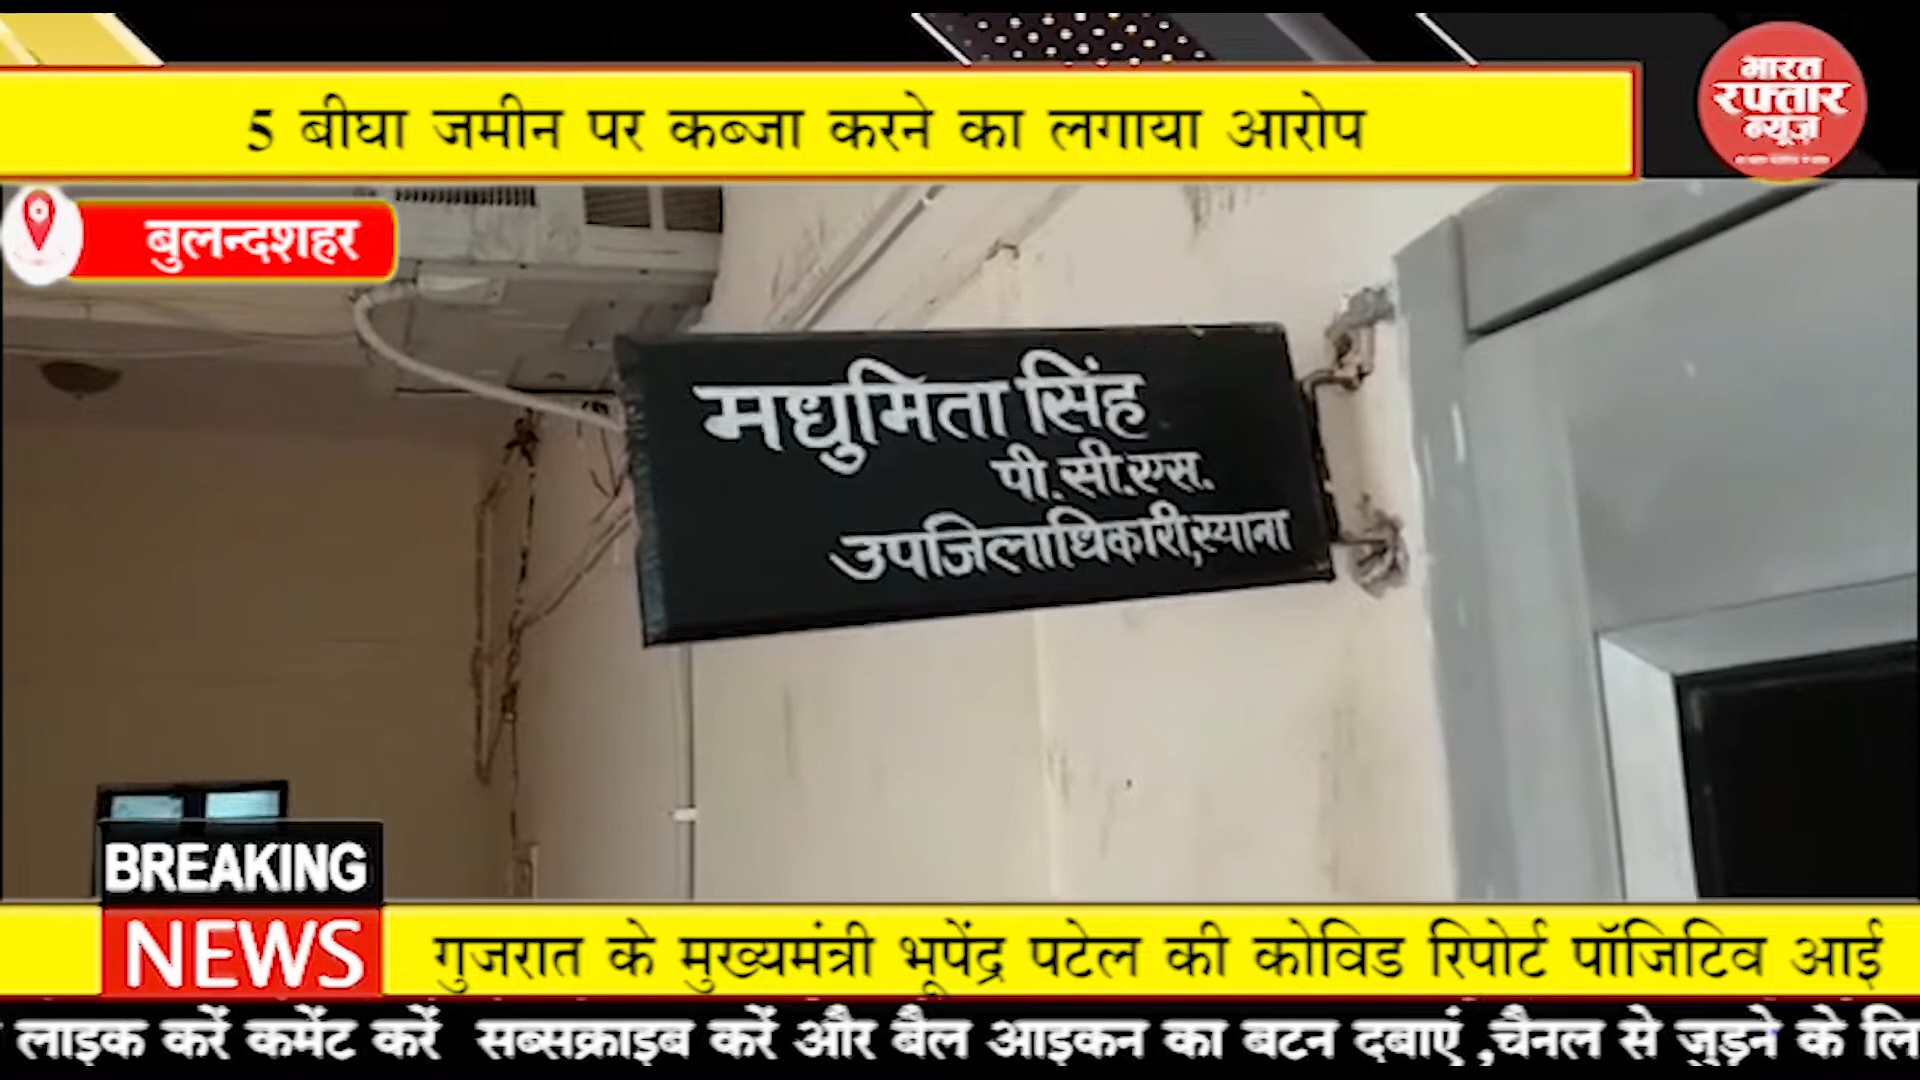 5 बीघा जमीन पर कब्जा करने का लगाया आरोप
भारत
रफ्तार
न्यूज़
बुलन्दशहर
मधुमिता सिंह
पी.सी.एस.
उपजिलाधिकारी,स्याना
BREAKING
NEWS
गुजरात के मुख्यमंत्री भूपेंद्र पटेल की कोविड रिपोर्ट पॉजिटिव आई
लाइक करें कमेंट करें सब्सक्राइब करें और बैल आइकन का बटन दबाएं ,चैनल से जुड़ने के लि